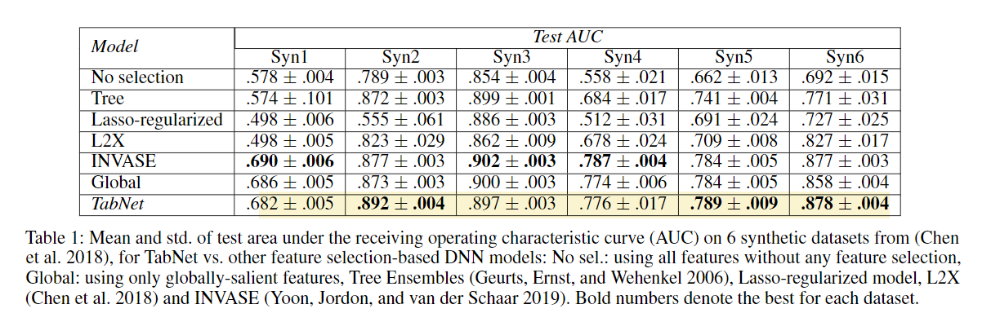 Model Test AUC
Syn1 Syn2 Syn3 Syn4 Syn5 Syn6
No selection .578 ± .004 .789 ± .003 .854 ± .004 .558 ± .021 .662 ± .013 .692 ± .015
Tree .574 ± .101 .872 ± .003 .899 ± .001 .684 ± .017 .741 ± .004 .771 ± .031
Lasso-regularized .498 ± .006 .555 ± .061 .886 ± .003 .512 ± .031 .691 ± .024 .727 ± .025
L2X .498 ± .005 .823 ± .029 .862 ± .009 .678 ± .024 .709 ± .008 .827 ± .017
INVASE .690 ± .006 .877 ± .003 .902 ± .003 .787 ± .004 .784 ± .005 .877 ± .003
Global .686 ± .005 .873 ± .003 .900 ± .003 .774 ± .006 .784 ± .005 .858 ± .004
TabNet .682 ± .005 .892 ± .004 .897 ± .003 .776 ± .017 .789 ± .009 .878 ± .004
Table 1: Mean and std. of test area under the receiving operating characteristic curve (AUC) on 6 synthetic datasets from (Chen
et al. 2018), for TabNet vs. other feature selection-based DNN models: No sel.: using all features without any feature selection,
Global: using only globally-salient features, Tree Ensembles (Geurts, Ernst, and Wehenkel 2006), Lasso-regularized model, L2X
(Chen et al. 2018) and INVASE (Yoon, Jordon, and van der Schaar 2019). Bold numbers denote the best for each dataset.